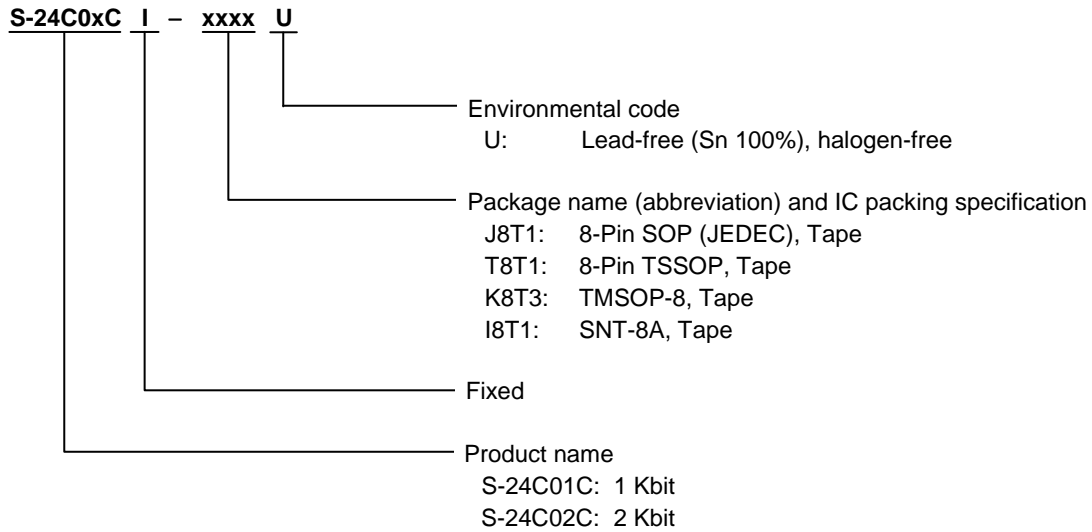 S-24C0xC I – xxxx U
Environmental code
U: Lead-free (Sn 100%), halogen-free
Package name (abbreviation) and IC packing specification
J8T1: 8-Pin SOP (JEDEC), Tape
T8T1: 8-Pin TSSOP, Tape
K8T3: TMSOP-8, Tape
I8T1: SNT-8A, Tape
Fixed
Product name
S-24C01C: 1 Kbit
S-24C02C: 2 Kbit